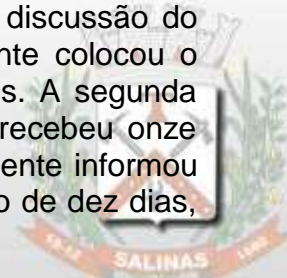 discussão do
nte colocou o
s. A segunda
recebeu onze
ente informou
o de dez dias,
SALINAS